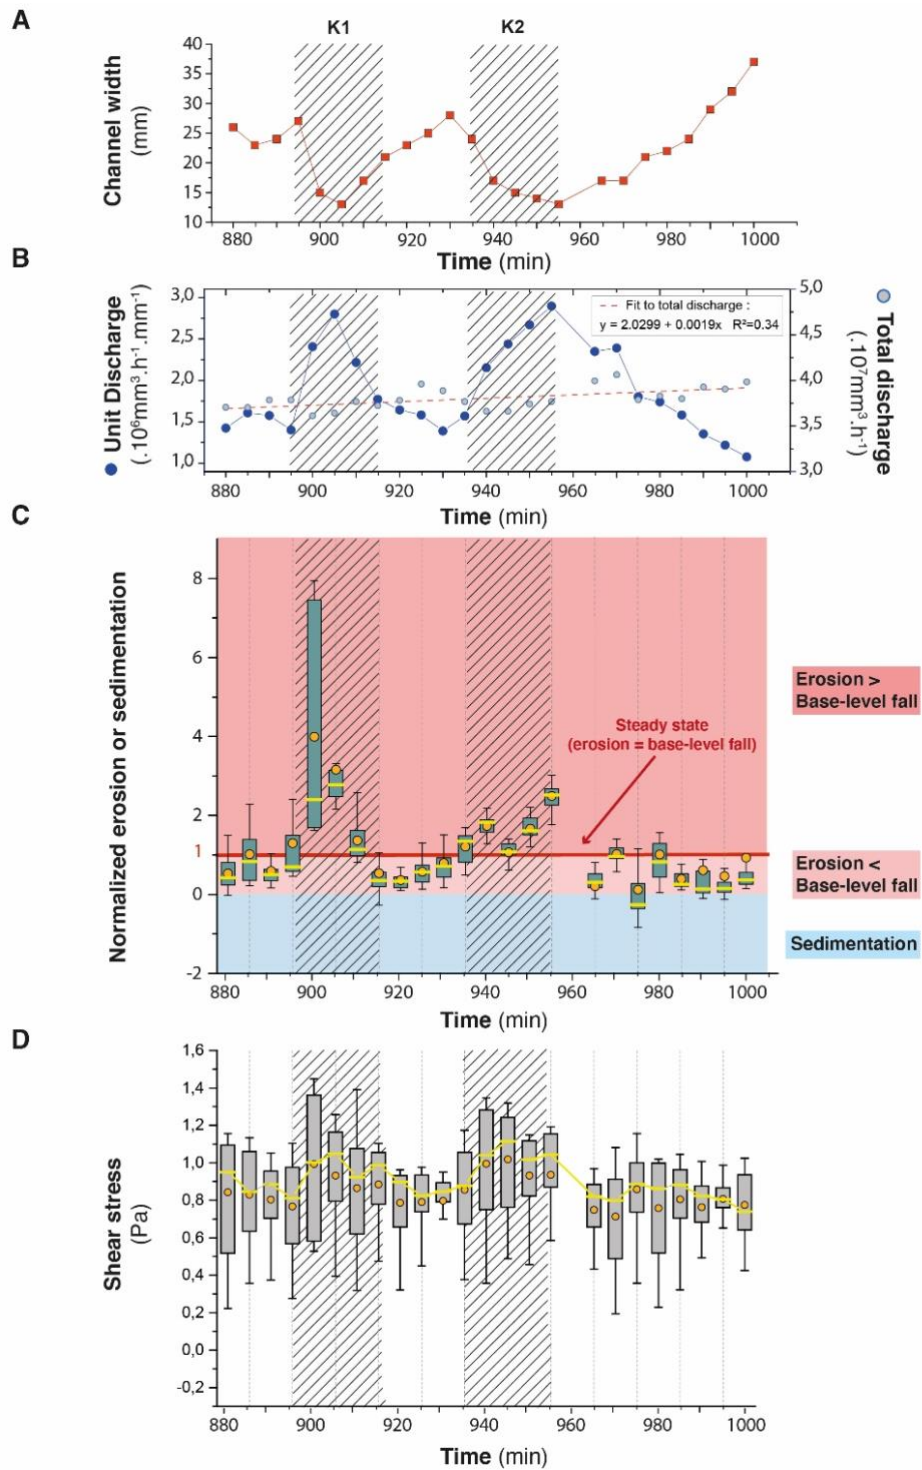 A
K1
K2
Channel width
(mm)
40
35
30
25
20
15
10
880
900
920
940
960
980
1000
Time (min)
B
Unit Discharge
(.10⁶mm³.h⁻¹.mm⁻¹)
3,0
2,5
2,0
1,5
1,0
Fit to total discharge :
y = 2.0299 + 0.0019x R²=0.34
5,0
4,5
4,0
3,5
3,0
Total discharge
(.10⁷mm³.h⁻¹)
880
900
920
940
960
980
1000
Time (min)
C
Normalized erosion or sedimentation
8
6
4
2
1
0
-2
Steady state
(erosion = base-level fall)
Erosion >
Base-level fall
Erosion <
Base-level fall
Sedimentation
880
900
920
940
960
980
1000
Time (min)
D
Shear stress
(Pa)
1,6
1,4
1,2
1,0
0,8
0,6
0,4
0,2
0,0
-0,2
880
900
920
940
960
980
1000
Time (min)